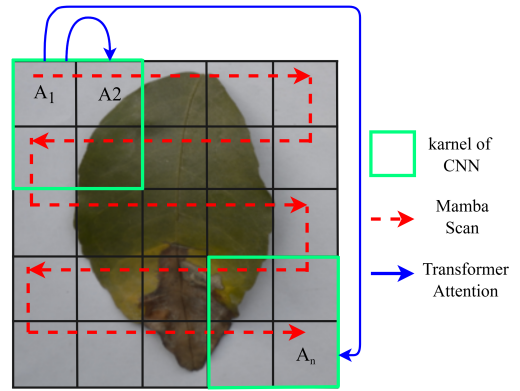 A1 A2
karnel of
CNN
Mamba
Scan
Transformer
Attention
An